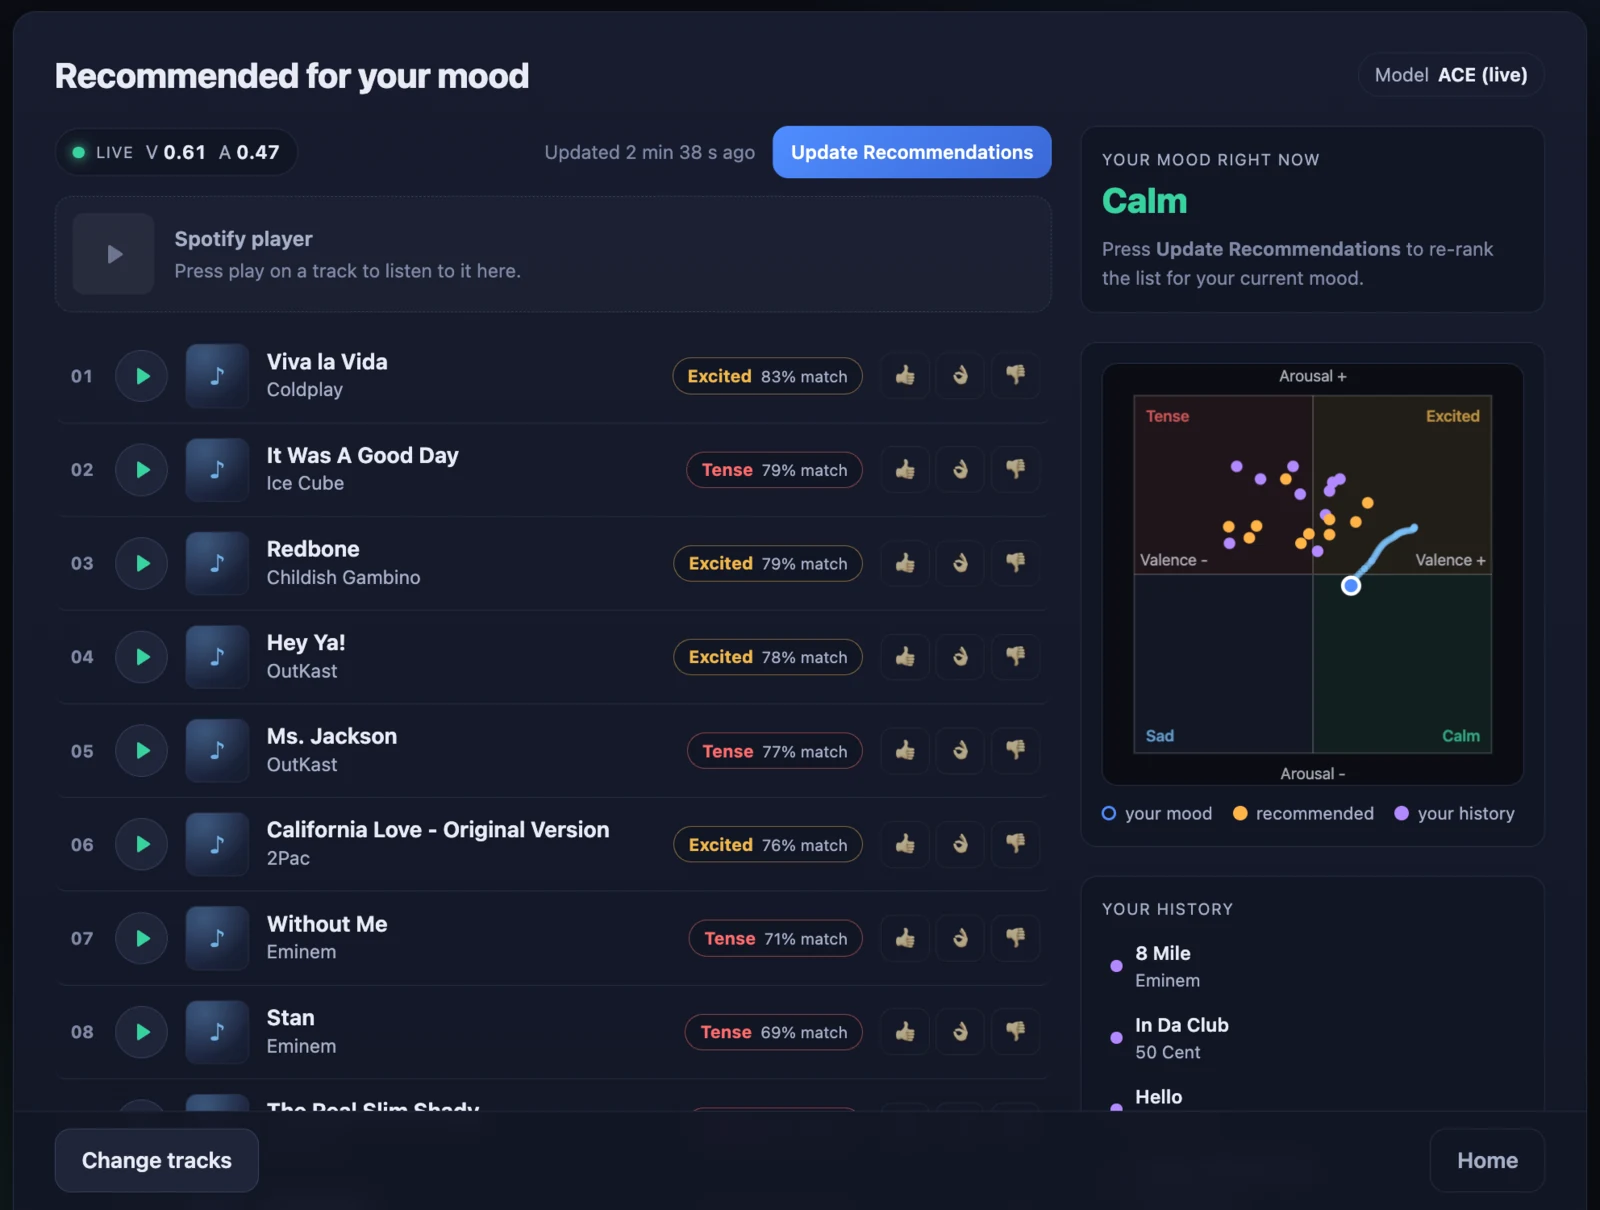 Recommended for your mood
Model ACE (live)
LIVE V 0.61 A 0.47
Updated 2 min 38 s ago
Update Recommendations
Spotify player
Press play on a track to listen to it here.
01
Viva la Vida
Coldplay
Excited 83% match
02
It Was A Good Day
Ice Cube
Tense 79% match
03
Redbone
Childish Gambino
Excited 79% match
04
Hey Ya!
OutKast
Excited 78% match
05
Ms. Jackson
OutKast
Tense 77% match
06
California Love - Original Version
2Pac
Excited 76% match
07
Without Me
Eminem
Tense 71% match
08
Stan
Eminem
Tense 69% match
The Real Slim Shady
YOUR MOOD RIGHT NOW
Calm
Press Update Recommendations to re-rank
the list for your current mood.
Arousal +
Tense
Excited
Valence -
Valence +
Sad
Calm
Arousal -
your mood
recommended
your history
YOUR HISTORY
8 Mile
Eminem
In Da Club
50 Cent
Hello
Change tracks
Home